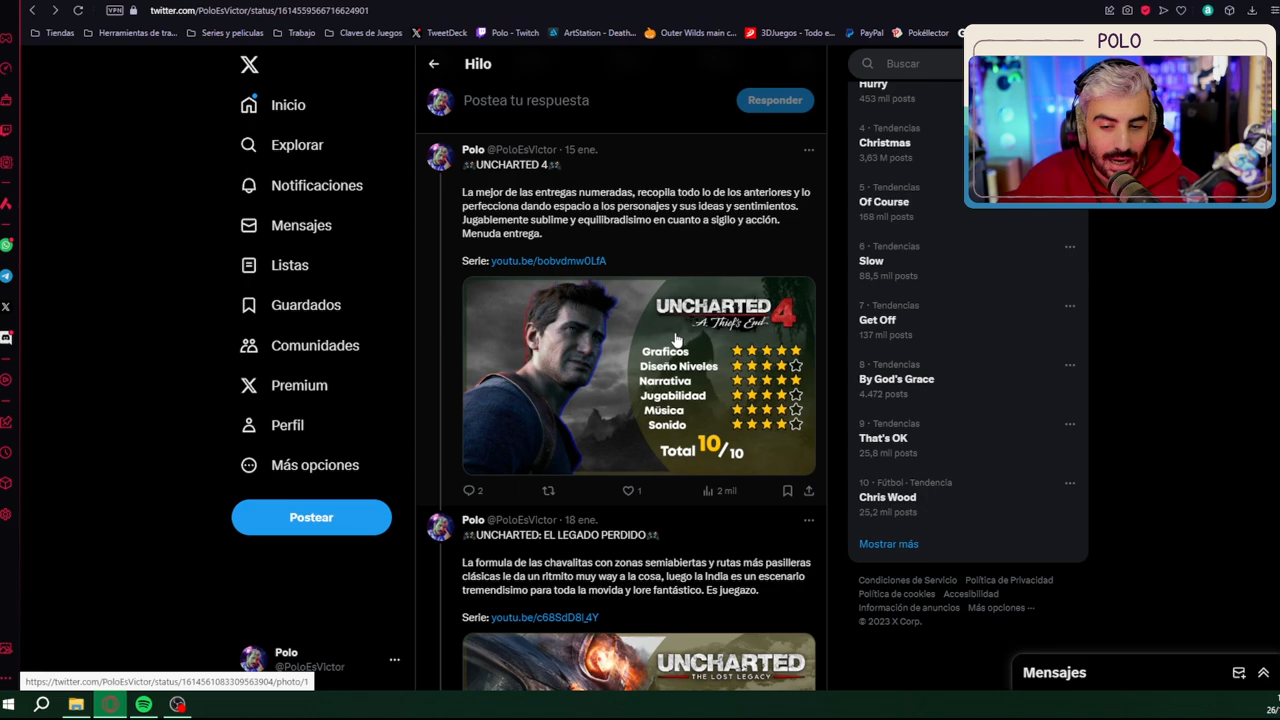 twitter.com/PoloEsVictor/status/1614559566716624901
VPN
Tiendas
Herramientas de tra...
Series y peliculas
Trabajo
Claves de Juegos
TweetDeck
Polo - Twitch
ArtStation - Death...
Outer Wilds main c...
3DJuegos - Todo e...
PayPal
Pokéllector
POLO
Inicio
Explorar
Notificaciones
Mensajes
Listas
Guardados
Comunidades
Premium
Perfil
Más opciones
Postear
Polo
@PoloEsVictor
Hilo
Postea tu respuesta
Responder
Polo @PoloEsVictor · 15 ene.
UNCHARTED 4
La mejor de las entregas numeradas, recopila todo lo de los anteriores y lo
perfecciona dando espacio a los personajes y sus ideas y sentimientos.
Jugablemente sublime y equilibradisimo en cuanto a sigilo y acción.
Menuda entrega.
Serie: youtu.be/bobvdmw0LfA
UNCHARTED 4
A Thief's End
Graficos
Diseño Niveles
Narrativa
Jugabilidad
Música
Sonido
Total 10/10
2
1
2 mil
Polo @PoloEsVictor · 18 ene.
UNCHARTED: EL LEGADO PERDIDO
La formula de las chavalitas con zonas semiabiertas y rutas más pasilleras
clásicas le da un ritmito muy way a la cosa, luego la India es un escenario
tremendisimo para toda la movida y lore fantástico. Es juegazo.
Serie: youtu.be/c68SdD8l_4Y
UNCHARTED
THE LOST LEGACY
Buscar
Hurry
453 mil posts
4 · Tendencias
Christmas
3,63 M posts
5 · Tendencias
Of Course
168 mil posts
6 · Tendencias
Slow
88,5 mil posts
7 · Tendencias
Get Off
137 mil posts
8 · Tendencias
By God's Grace
4.472 posts
9 · Tendencias
That's OK
25,8 mil posts
10 · Fútbol · Tendencia
Chris Wood
25,2 mil posts
Mostrar más
Condiciones de Servicio Política de Privacidad
Política de cookies Accesibilidad
Información de anuncios Más opciones ···
© 2023 X Corp.
Mensajes
https://twitter.com/PoloEsVictor/status/1614561083309563904/photo/1